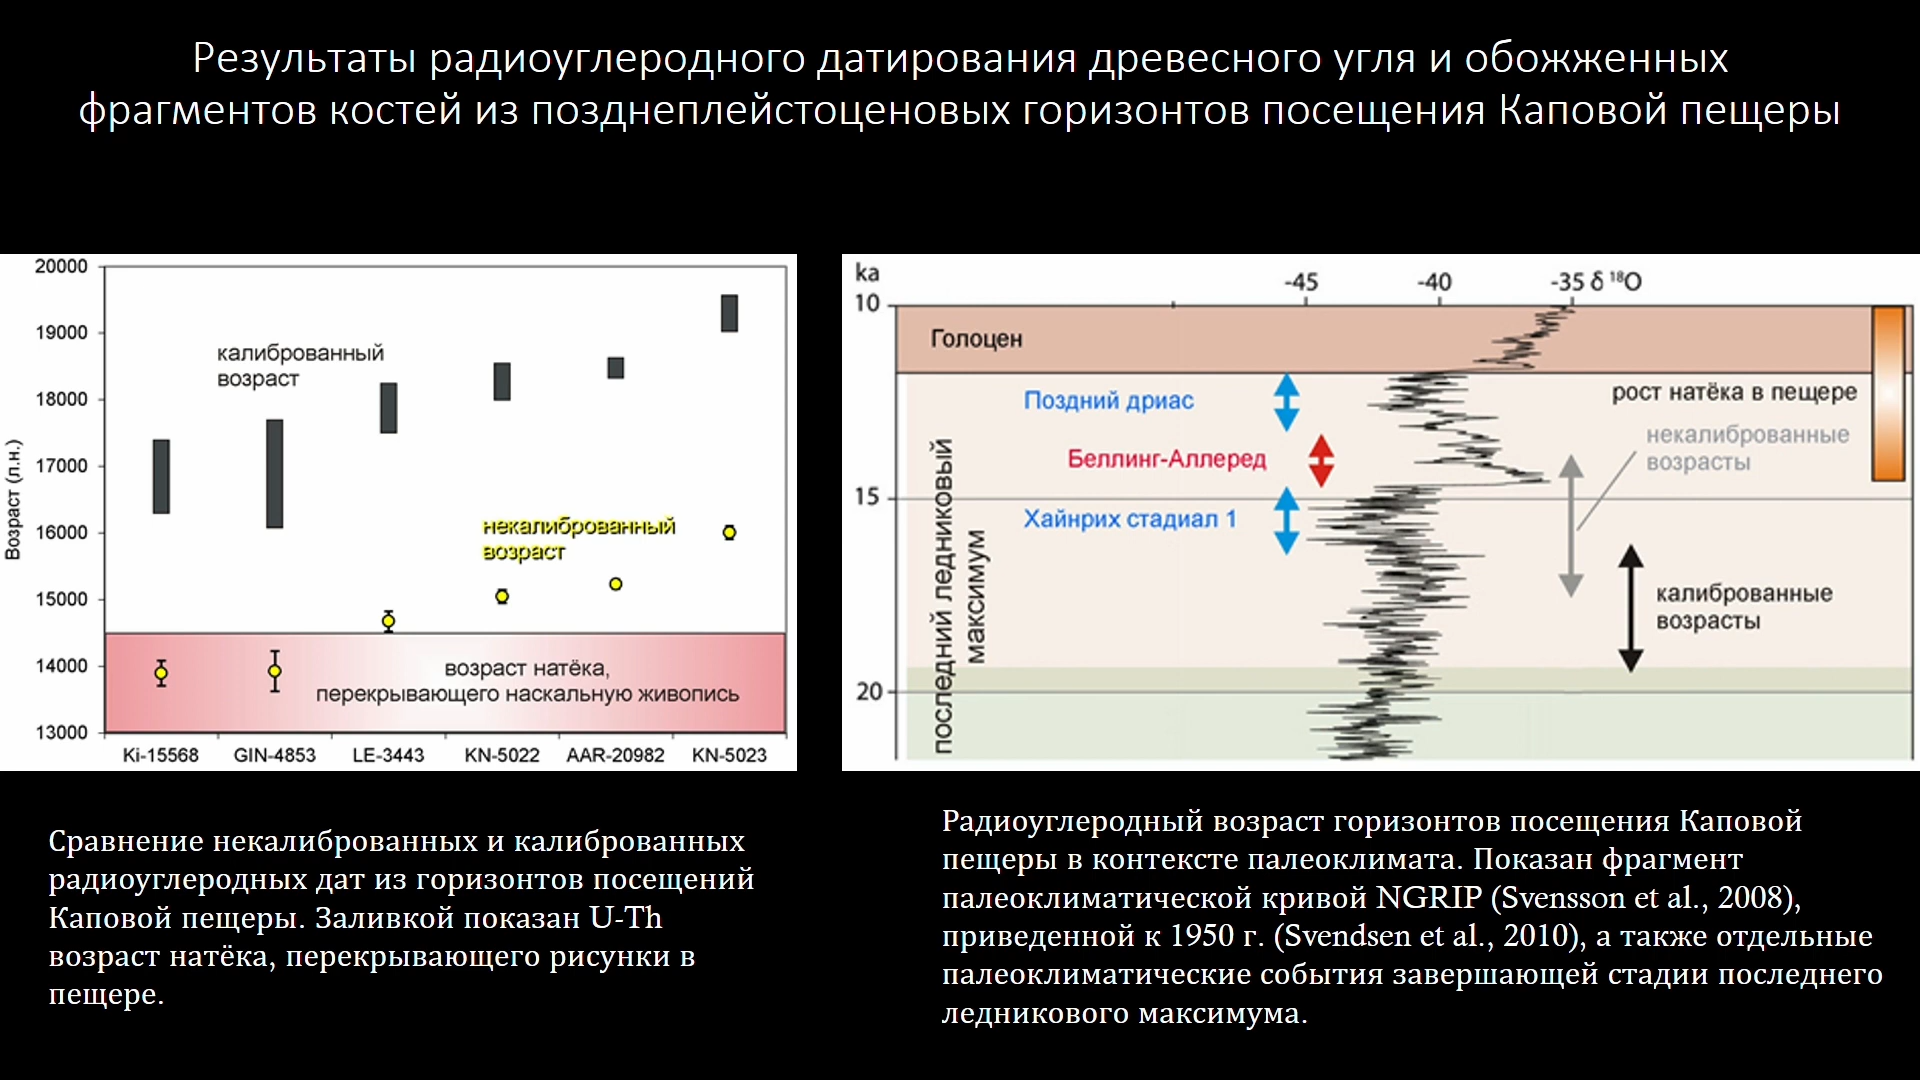 Результаты радиоуглеродного датирования древесного угля и обожженных
фрагментов костей из позднеплейстоценовых горизонтов посещения Каповой пещеры
Возраст (л.н.)
20000
19000
18000
17000
16000
15000
14000
13000
калиброванный
возраст
некалиброванный
возраст
возраст натёка,
перекрывающего наскальную живопись
Ki-15568 GIN-4853 LE-3443 KN-5022 AAR-20982 KN-5023
ka
-45 -40 -35 δ ¹⁸O
10
15
20
Голоцен
Поздний дриас
Беллинг-Аллеред
Хайнрих стадиал 1
последний ледниковый
максимум
рост натёка в пещере
некалиброванные
возрасты
калиброванные
возрасты
Сравнение некалиброванных и калиброванных
радиоуглеродных дат из горизонтов посещений
Каповой пещеры. Заливкой показан U-Th
возраст натёка, перекрывающего рисунки в
пещере.
Радиоуглеродный возраст горизонтов посещения Каповой
пещеры в контексте палеоклимата. Показан фрагмент
палеоклиматической кривой NGRIP (Svensson et al., 2008),
приведенной к 1950 г. (Svendsen et al., 2010), а также отдельные
палеоклиматические события завершающей стадии последнего
ледникового максимума.